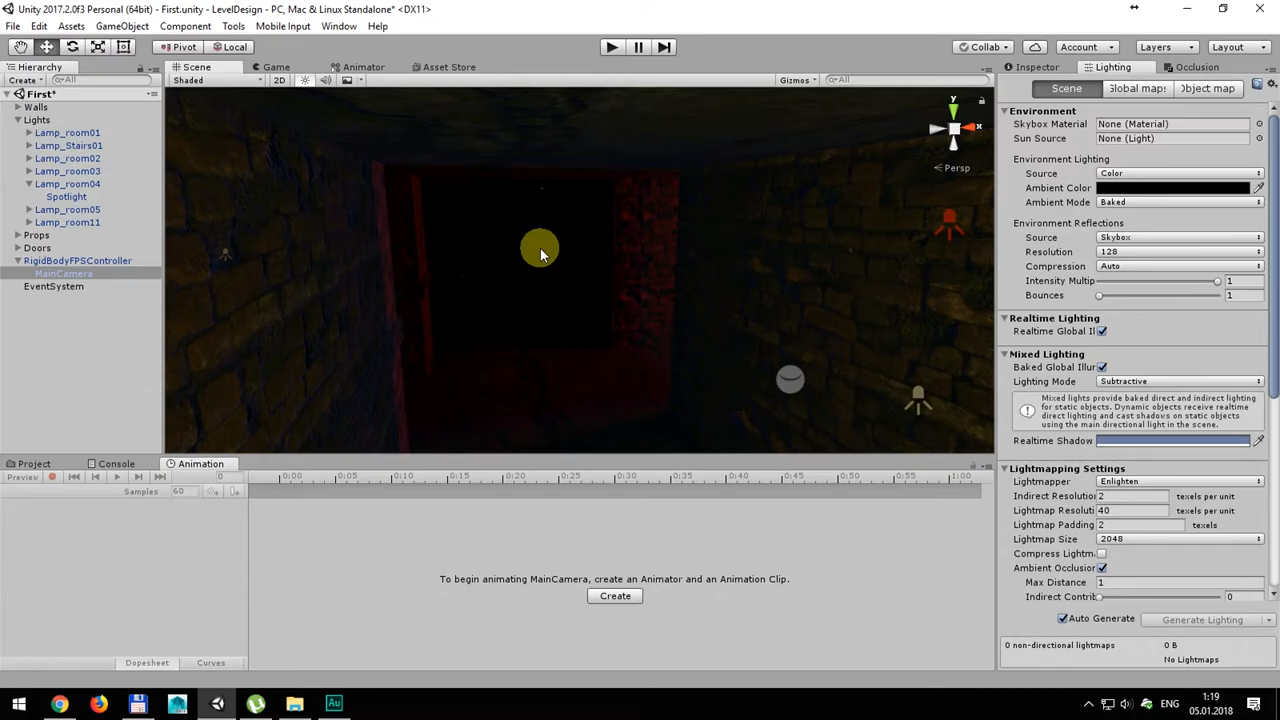 Unity 2017.2.0f3 Personal (64bit) - First.unity - LevelDesign - PC, Mac & Linux Standalone* <DX11>
File Edit Assets GameObject Component Tools Mobile Input Window Help
Pivot Local Collab Account Layers Layout
Hierarchy Scene Game Animator Asset Store Inspector Lighting Occlusion
Create All Shaded 2D Gizmos All Scene Global maps Object map
First*
Walls
Lights
Lamp_room01
Lamp_Stairs01
Lamp_room02
Lamp_room03
Lamp_room04
Spotlight
Lamp_room05
Lamp_room11
Props
Doors
RigidBodyFPSController
MainCamera
EventSystem
y
x
Persp
Environment
Skybox Material None (Material)
Sun Source None (Light)
Environment Lighting
Source Color
Ambient Color
Ambient Mode Baked
Environment Reflections
Source Skybox
Resolution 128
Compression Auto
Intensity Multip 1
Bounces 1
Realtime Lighting
Realtime Global Il
Mixed Lighting
Baked Global Illur
Lighting Mode Subtractive
Mixed lights provide baked direct and indirect lighting
for static objects. Dynamic objects receive realtime
direct lighting and cast shadows on static objects
using the main directional light in the scene.
Realtime Shadow
Lightmapping Settings
Lightmapper Enlighten
Indirect Resolution 2 texels per unit
Lightmap Resoluti 40 texels per unit
Lightmap Padding 2 texels
Lightmap Size 2048
Compress Lightm
Ambient Occlusion
Max Distance 1
Indirect Contrib 0
Auto Generate Generate Lighting
0 non-directional lightmaps 0 B
No Lightmaps
Project Console Animation
Preview 0 0:00 0:05 0:10 0:15 0:20 0:25 0:30 0:35 0:40 0:45 0:50 0:55 1:00
Samples 60
To begin animating MainCamera, create an Animator and an Animation Clip.
Create
Dopesheet Curves
Au ENG 1:19
05.01.2018